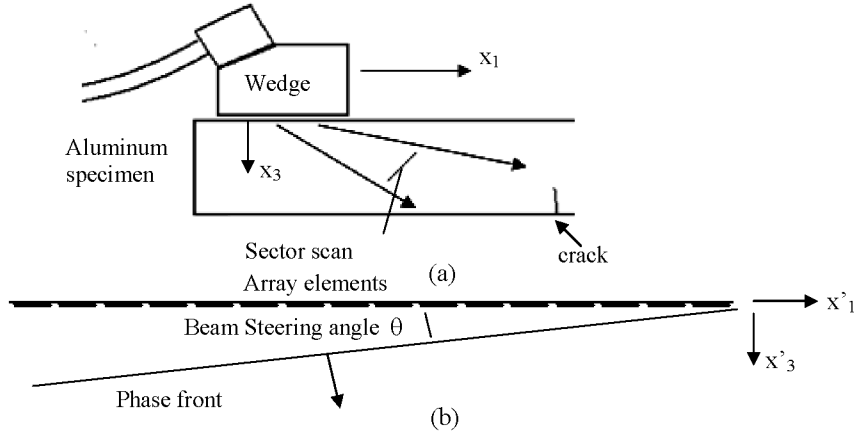 x1
Wedge
Aluminum
specimen
x3
Sector scan
(a)
crack
Array elements
Beam Steering angle θ
x'1
x'3
Phase front
(b)